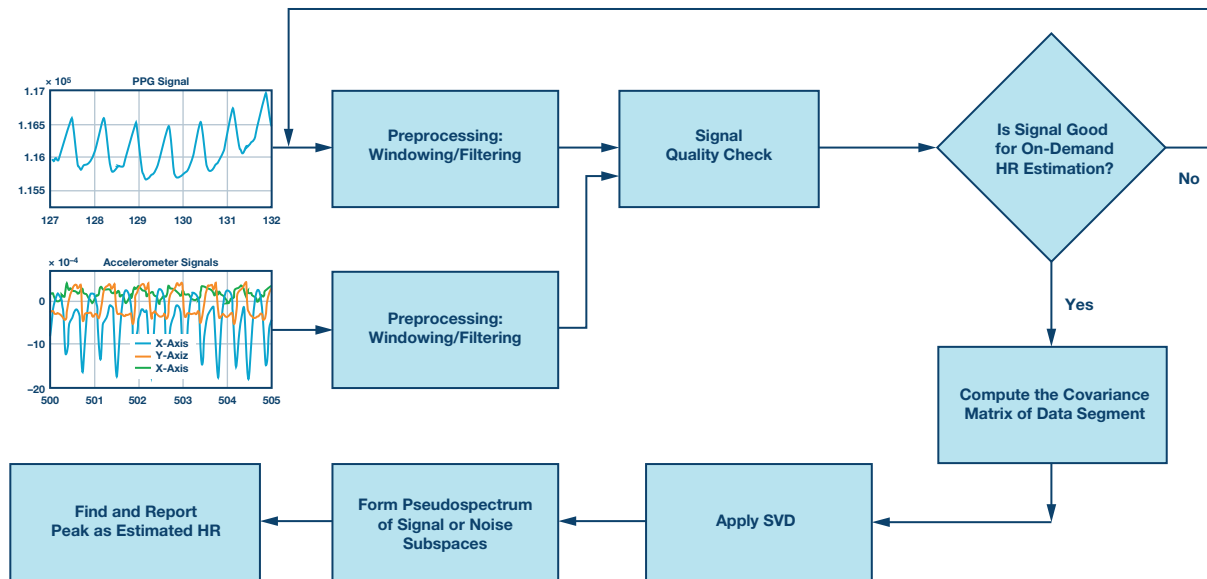 PPG Signal
× 10⁵
1.17
1.165
1.16
1.155
127 128 129 130 131 132
Preprocessing:
Windowing/Filtering
Signal
Quality Check
Is Signal Good
for On-Demand
HR Estimation?
No
Yes
Accelerometer Signals
× 10⁻⁴
0
−10
−20
X-Axis
Y-Axiz
X-Axis
500 501 502 503 504 505
Preprocessing:
Windowing/Filtering
Compute the Covariance
Matrix of Data Segment
Apply SVD
Form Pseudospectrum
of Signal or Noise
Subspaces
Find and Report
Peak as Estimated HR